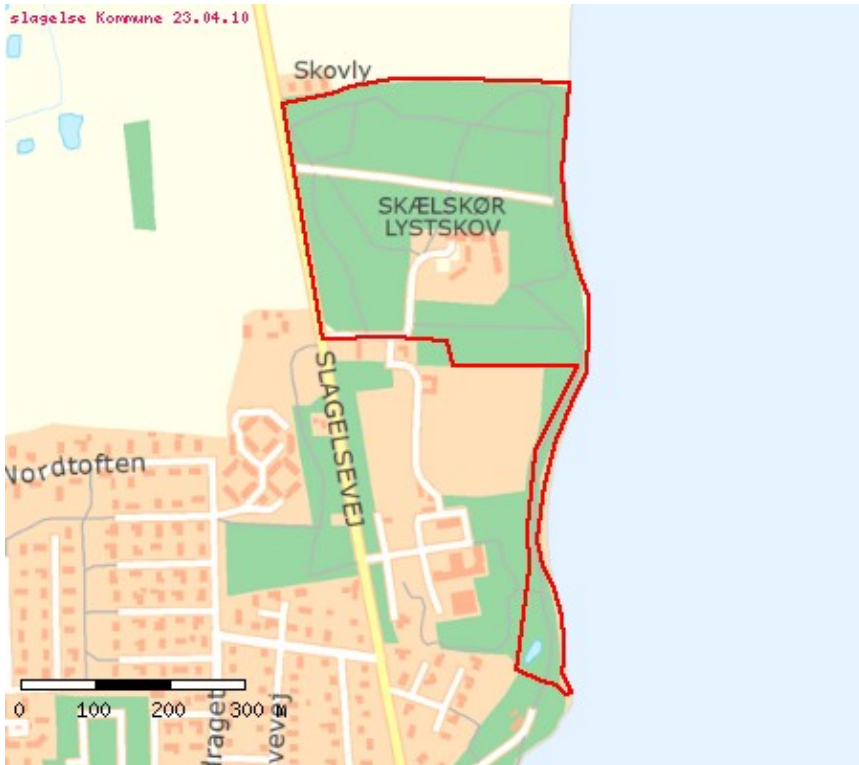 slagelse Kommune 23.04.10
Skovly
SKÆLSKØR
LYSTSKOV
SLAGELSEVEJ
Nordtoften
0 100 200 300 M